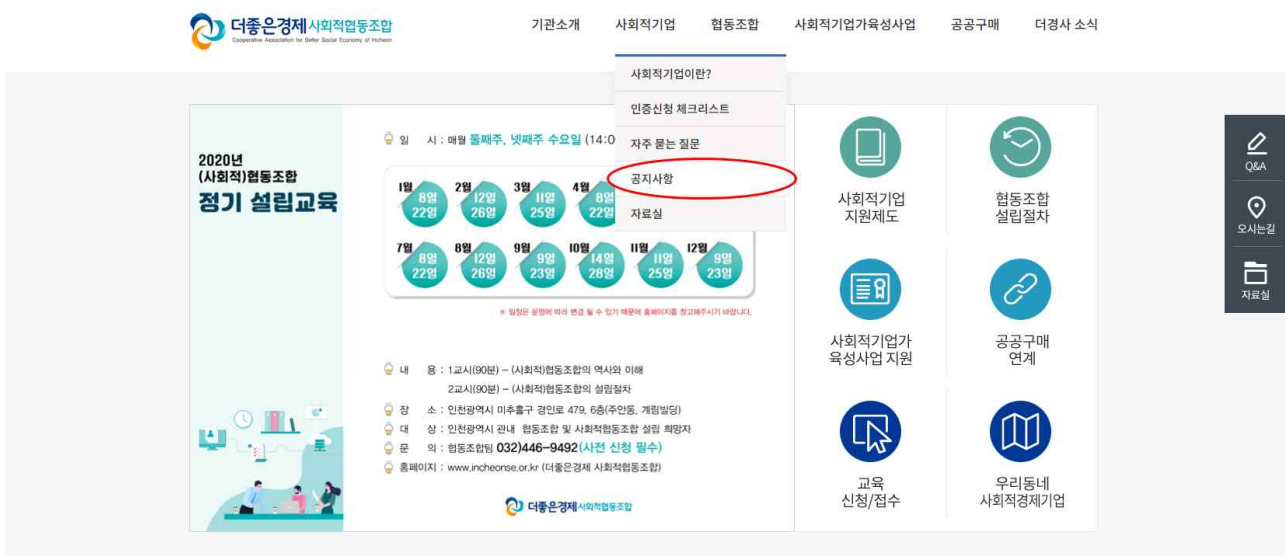 더좋은경제 사회적협동조합
Cooperative Association for Better Social Economy of Incheon
기관소개
사회적기업
협동조합
사회적기업가육성사업
공공구매
더경사 소식
사회적기업이란?
인증신청 체크리스트
자주 묻는 질문
공지사항
자료실
2020년
(사회적)협동조합
정기 설립교육
일 시 : 매월 둘째주, 넷째주 수요일 (14:0
1월 8일 22일
2월 12일 26일
3월 11일 25일
4월 8일 22일
7월 8일 22일
8월 12일 26일
9월 9일 23일
10월 14일 28일
11월 11일 25일
12월 9일 23일
※ 일정은 운영에 따라 변경 될 수 있기 때문에 홈페이지를 참고해주시기 바랍니다.
내 용 : 1교시(90분) – (사회적)협동조합의 역사와 이해
2교시(90분) – (사회적)협동조합의 설립절차
장 소 : 인천광역시 미추홀구 경인로 479, 6층(주안동, 계림빌딩)
대 상 : 인천광역시 관내 협동조합 및 사회적협동조합 설립 희망자
문 의 : 협동조합팀 032)446-9492(사전 신청 필수)
홈페이지 : www.incheonse.or.kr (더좋은경제 사회적협동조합)
더좋은경제 사회적협동조합
사회적기업
지원제도
협동조합
설립절차
사회적기업가
육성사업 지원
공공구매
연계
교육
신청/접수
우리동네
사회적경제기업
Q&A
오시는길
자료실